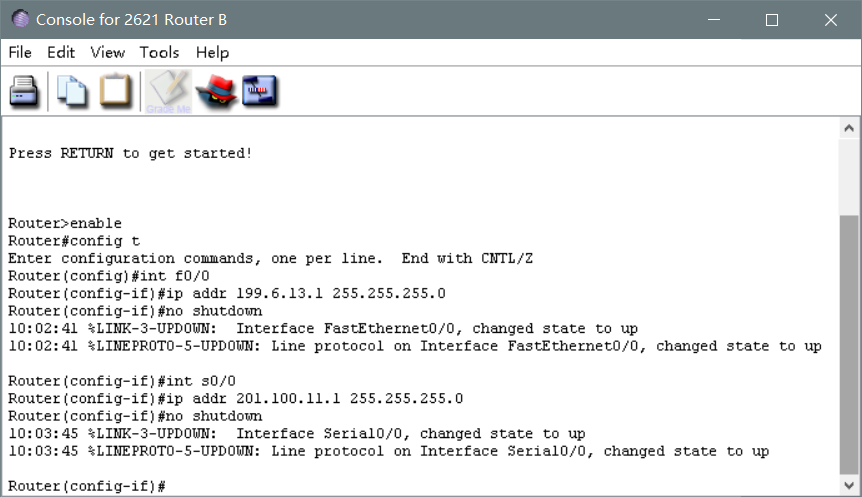 Console for 2621 Router B
File Edit View Tools Help
Grade Me
Press RETURN to get started!
Router>enable
Router#config t
Enter configuration commands, one per line.  End with CNTL/Z
Router(config)#int f0/0
Router(config-if)#ip addr 199.6.13.1 255.255.255.0
Router(config-if)#no shutdown
10:02:41 %LINK-3-UPDOWN:  Interface FastEthernet0/0, changed state to up
10:02:41 %LINEPROTO-5-UPDOWN: Line protocol on Interface FastEthernet0/0, changed state to up
Router(config-if)#int s0/0
Router(config-if)#ip addr 201.100.11.1 255.255.255.0
Router(config-if)#no shutdown
10:03:45 %LINK-3-UPDOWN:  Interface Serial0/0, changed state to up
10:03:45 %LINEPROTO-5-UPDOWN: Line protocol on Interface Serial0/0, changed state to up
Router(config-if)#